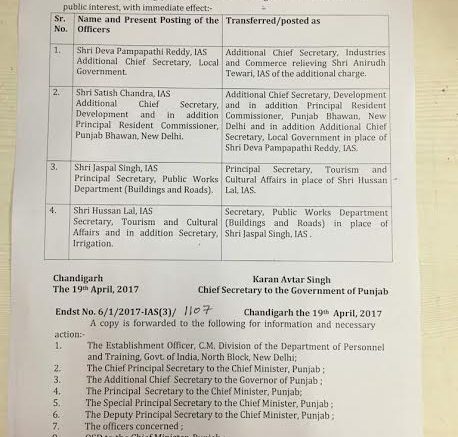 public interest, with immediate effect:-
Sr. No. Name and Present Posting of the Officers Transferred/posted as
1. Shri Deva Pampapathi Reddy, IAS
Additional Chief Secretary, Local
Government.
Additional Chief Secretary, Industries
and Commerce relieving Shri Anirudh
Tewari, IAS of the additional charge.
2. Shri Satish Chandra, IAS
Additional Chief Secretary,
Development and in addition
Principal Resident Commissioner,
Punjab Bhawan, New Delhi.
Additional Chief Secretary, Development
and in addition Principal Resident
Commissioner, Punjab Bhawan, New
Delhi and in addition Additional Chief
Secretary, Local Government in place of
Shri Deva Pampapathi Reddy, IAS.
3. Shri Jaspal Singh, IAS
Principal Secretary, Public Works
Department (Buildings and Roads).
Principal Secretary, Tourism and
Cultural Affairs in place of Shri Hussan
Lal, IAS.
4. Shri Hussan Lal, IAS
Secretary, Tourism and Cultural
Affairs and in addition Secretary,
Irrigation.
Secretary, Public Works Department
(Buildings and Roads) in place of
Shri Jaspal Singh, IAS .
Chandigarh Karan Avtar Singh
The 19th April, 2017 Chief Secretary to the Government of Punjab
Endst No. 6/1/2017-IAS(3)/ 1107 Chandigarh the 19th April, 2017
A copy is forwarded to the following for information and necessary
action:-
1. The Establishment Officer, C.M. Division of the Department of Personnel
and Training, Govt. of India, North Block, New Delhi;
2. The Chief Principal Secretary to the Chief Minister, Punjab ;
3. The Additional Chief Secretary to the Governor of Punjab ;
4. The Principal Secretary to the Chief Minister, Punjab;
5. The Special Principal Secretary to the Chief Minister, Punjab ;
6. The Deputy Principal Secretary to the Chief Minister, Punjab ;
7. The officers concerned ;